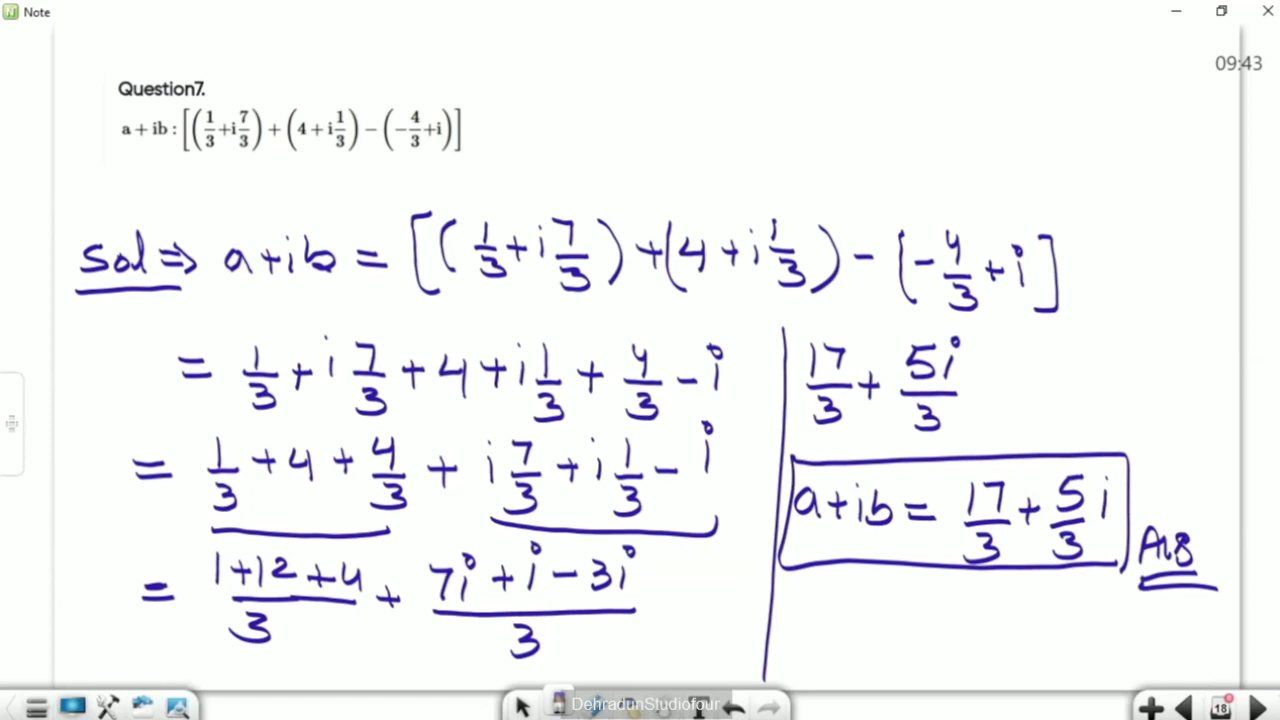 Note
09:43
Question7.
a + ib : [(1/3+i7/3) + (4+i1/3) − (−4/3+i)]
Sol ⇒ a+ib = [(1/3+i7/3)+(4+i1/3) − (−4/3+i]
= 1/3+i7/3+4+i1/3+4/3−i
= 1/3+4+4/3+i7/3+i1/3−i
= 1+12+4/3+7i+i−3i/3
17/3+5i/3
a+ib = 17/3+5/3i
Ans
DehradunStudiofour
18